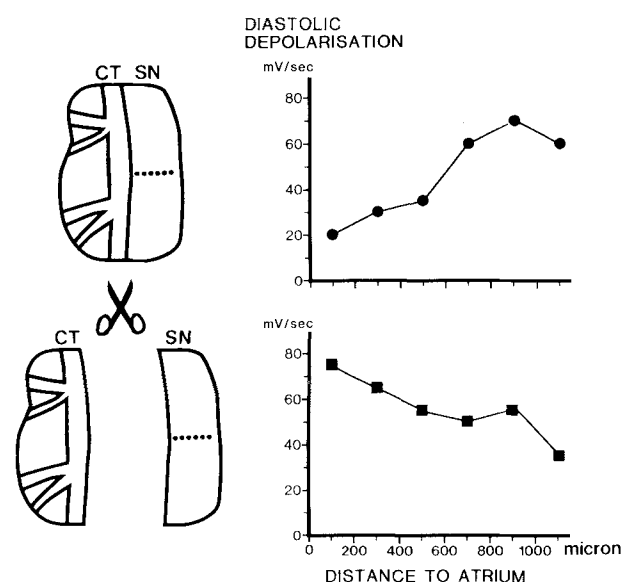 DIASTOLIC
DEPOLARISATION
CT SN
mV/sec
80
60
40
20
0
CT
SN
mV/sec
80
60
40
20
0
0 200 400 600 800 1000 micron
DISTANCE TO ATRIUM